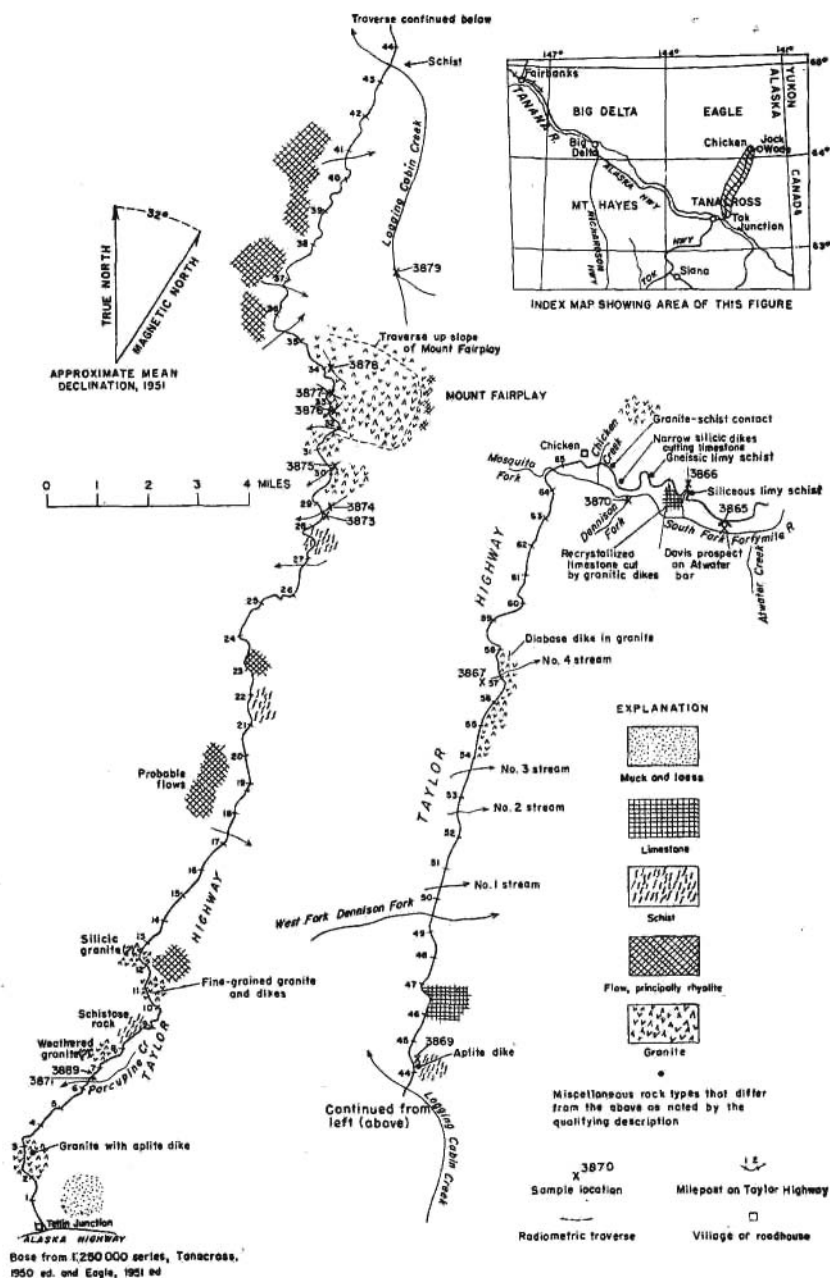 Traverse continued below
44
Schist
43
42
41
40
39
38
37
36
35
34
Logging Cabin Creek
3879
32°
TRUE NORTH
MAGNETIC NORTH
APPROXIMATE MEAN
DECLINATION, 1951
147°
144°
141°
Fairbanks
TANANA R.
BIG DELTA
EAGLE
ALASKA
YUKON
CANADA
Chicken
Jack Wade
64°
Big
Delta
ALASKA HWY
MT. HAYES
TANACROSS
Tok
Junction
RICHARDSON HWY
HWY
TOK
Slana
63°
INDEX MAP SHOWING AREA OF THIS FIGURE
Traverse up slope
of Mount Fairplay
3878
3877
33
3876
32
MOUNT FAIRPLAY
31
3875
30
29
3874
3873
28
27
26
25
24
23
22
21
20
19
18
17
16
15
14
13
12
11
10
0 1 2 3 4 MILES
Probable
flows
HIGHWAY
Silicic
granite
Fine-grained granite
and dikes
Schistose
rock
TAYLOR
Weathered
granite
9
8
7
3889
3871
6
Porcupine Cr
5
4
3
Granite with aplite dike
2
1
Tetlin Junction
ALASKA HIGHWAY
Base from 1:250 000 series, Tanacross,
1950 ed. and Eagle, 1951 ed
Granite-schist contact
Narrow silicic dikes
cutting limestone
Gneissic limy schist
3866
Chicken
Chicken Creek
65
Mosquito
Fork
64
Siliceous limy schist
3870
3865
Dennison
Fork
South Fork Fortymile R.
Recrystallized
limestone cut
by granitic dikes
Davis prospect
on Atwater
bar
Atwater Creek
63
62
61
60
59
HIGHWAY
Diabase dike in granite
58
No. 4 stream
3867
57
56
55
54
TAYLOR
No. 3 stream
53
No. 2 stream
52
51
No. 1 stream
50
West Fork Dennison Fork
49
48
47
46
45
3869
Aplite dike
44
Continued from
left (above)
Logging Cabin
Creek
EXPLANATION
Muck and loess
Limestone
Schist
Flow, principally rhyolite
Granite
Miscellaneous rock types that differ
from the above as noted by the
qualifying description
3870
Sample location
12
Milepost on Taylor Highway
Radiometric traverse
Village or roadhouse